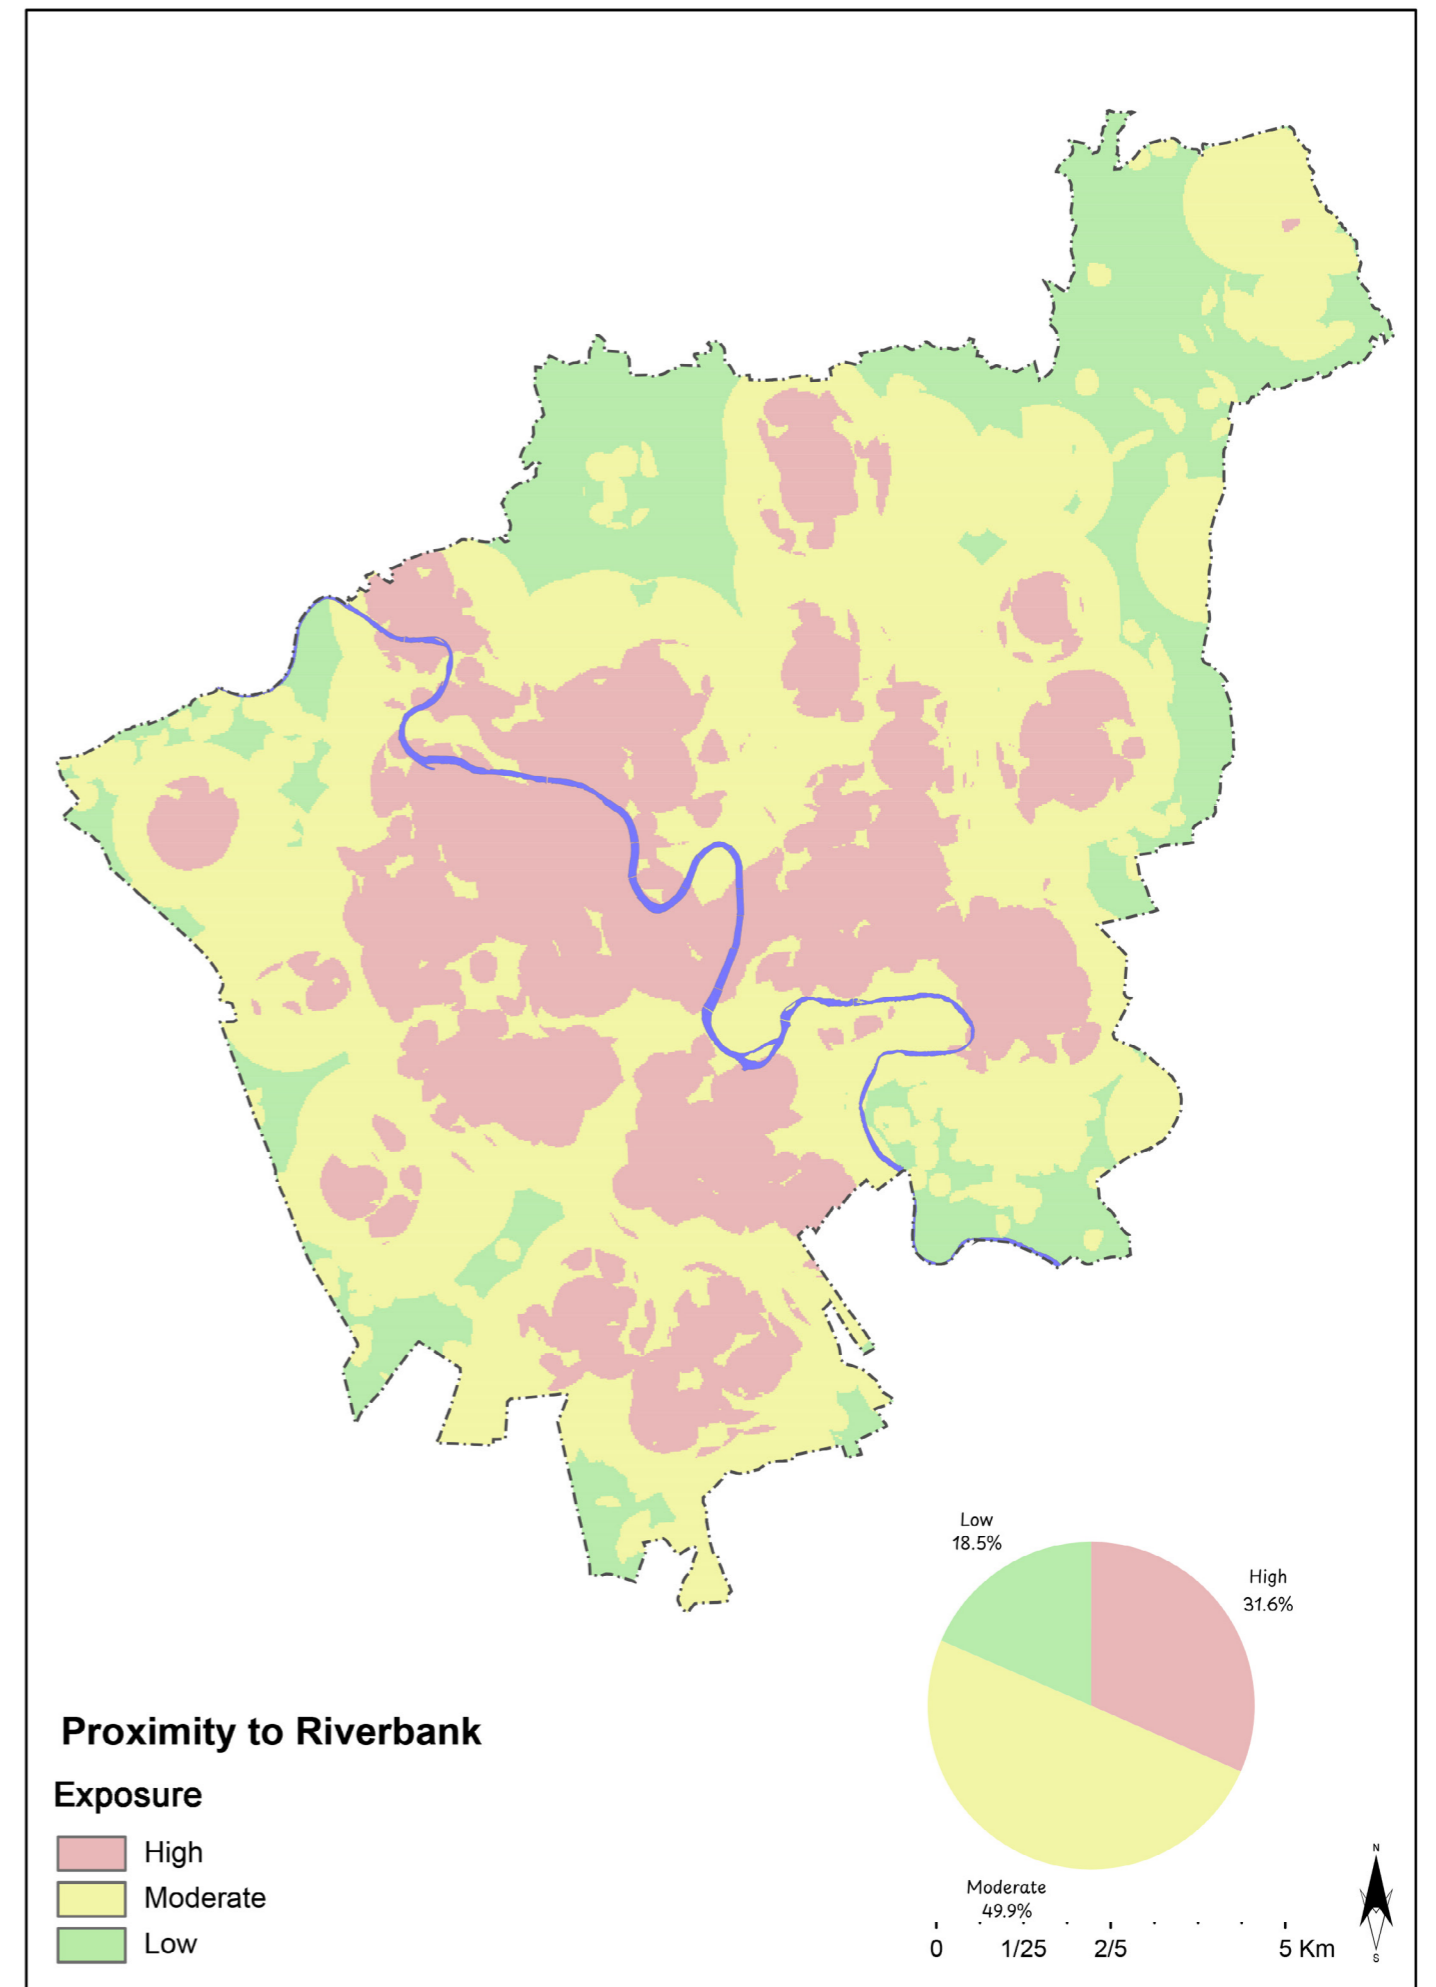 Low
18.5%
High
31.6%
Proximity to Riverbank
Exposure
High
Moderate
Low
Moderate
49.9%
0 1/25 2/5 5 Km
N
S